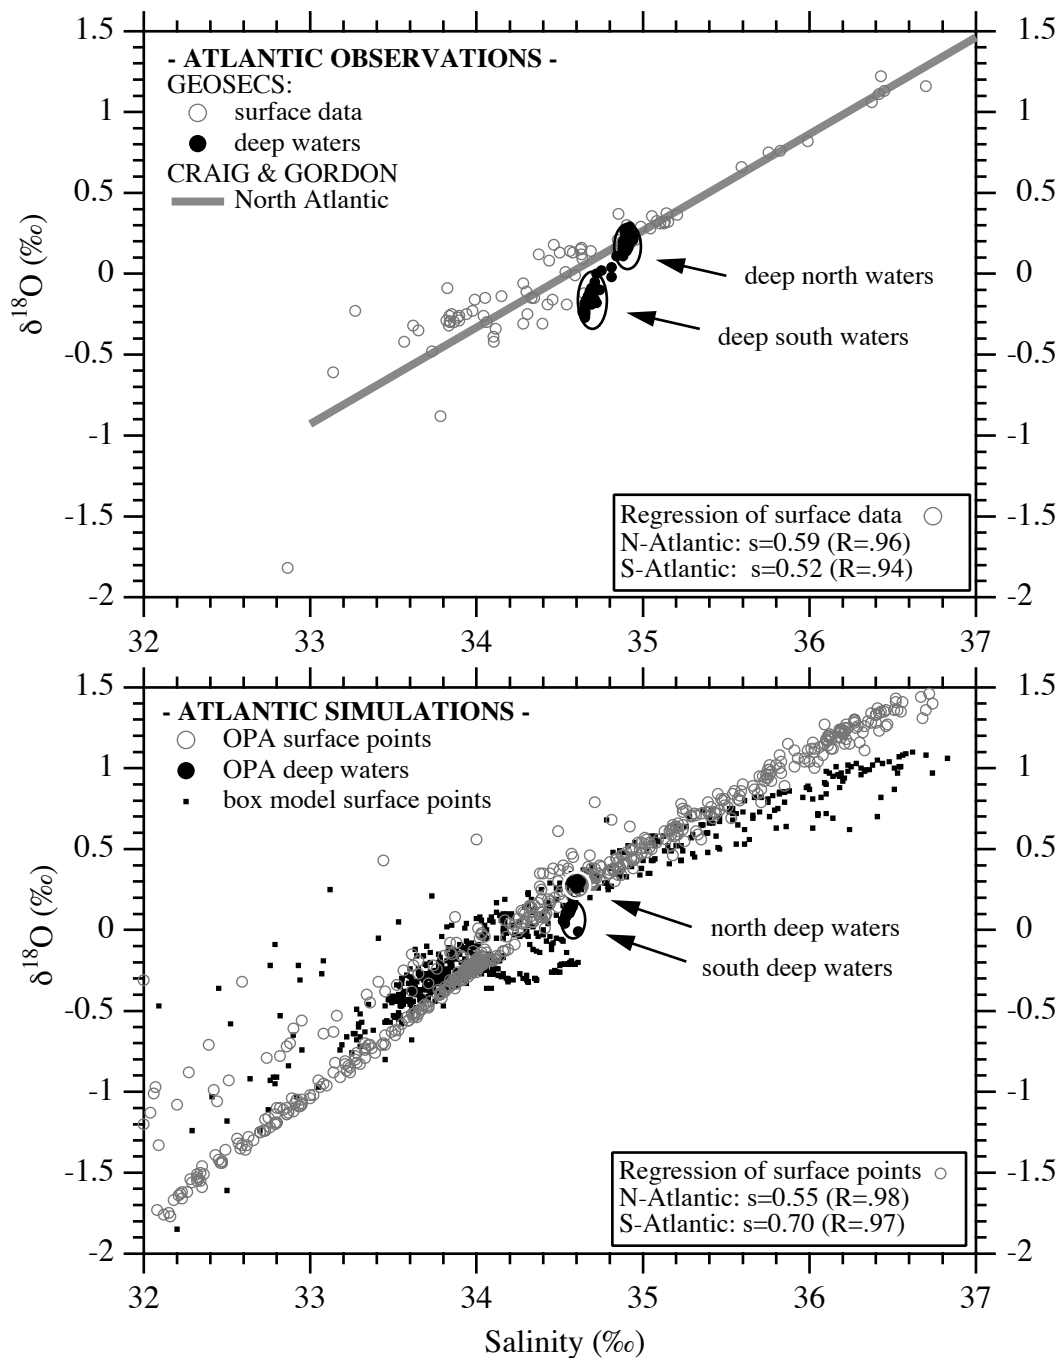 - ATLANTIC OBSERVATIONS -
GEOSECS:
surface data
deep waters
CRAIG & GORDON
North Atlantic
1.5
1
0.5
0
-0.5
-1
-1.5
-2
1.5
1
0.5
0
-0.5
-1
-1.5
-2
δ18O (‰)
deep north waters
deep south waters
Regression of surface data
N-Atlantic: s=0.59 (R=.96)
S-Atlantic: s=0.52 (R=.94)
32 33 34 35 36 37
- ATLANTIC SIMULATIONS -
OPA surface points
OPA deep waters
box model surface points
1.5
1
0.5
0
-0.5
-1
-1.5
-2
1.5
1
0.5
0
-0.5
-1
-1.5
-2
δ18O (‰)
north deep waters
south deep waters
Regression of surface points
N-Atlantic: s=0.55 (R=.98)
S-Atlantic: s=0.70 (R=.97)
32 33 34 35 36 37
Salinity (‰)